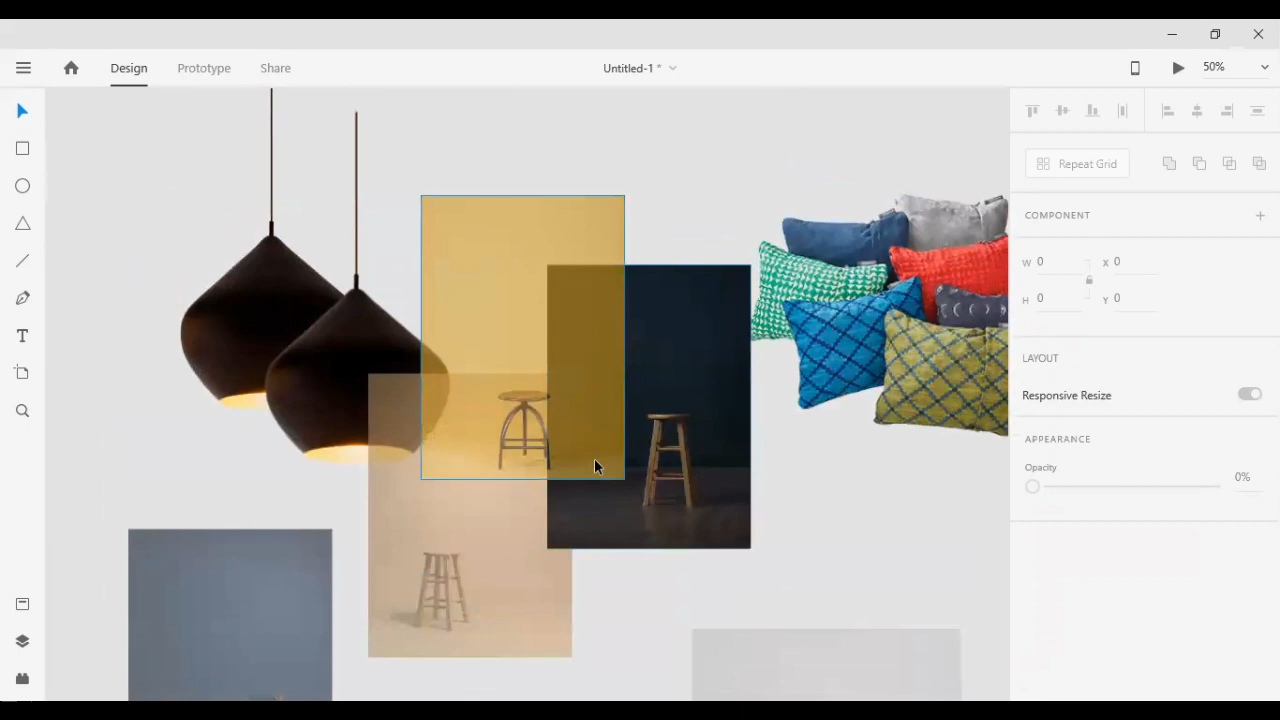 Design Prototype Share Untitled-1 * 50%
Repeat Grid
COMPONENT
W 0 X 0
H 0 Y 0
LAYOUT
Responsive Resize
APPEARANCE
Opacity
0%
T